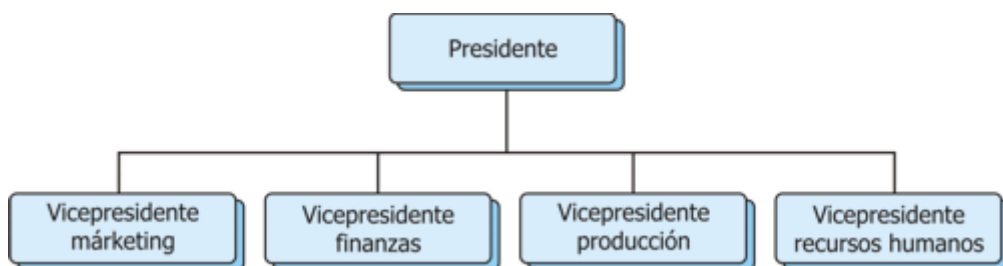 Presidente
Vicepresidente
márketing
Vicepresidente
finanzas
Vicepresidente
producción
Vicepresidente
recursos humanos